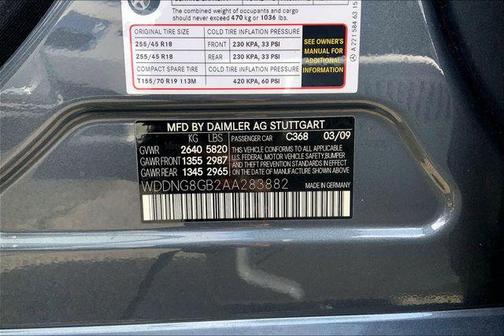 The combined weight of occupants and cargo
should never exceed 470 kg or 1036 lbs.
ORIGINAL TIRE SIZE COLD TIRE INFLATION PRESSURE
255/45 R18 FRONT 230 KPA, 33 PSI
255/45 R18 REAR 230 KPA, 33 PSI
COMPACT SPARE TIRE COLD TIRE INFLATION PRESSURE
T155/70 R19 113M 420 KPA, 60 PSI
SEE OWNER'S
MANUAL FOR
ADDITIONAL
INFORMATION
A 221 584 63 15
MFD BY DAIMLER AG STUTTGART
KG LBS PASSENGER CAR C368 03/09
GVWR 2640 5820
GAWR FRONT 1355 2987
GAWR REAR 1345 2965
THIS VEHICLE CONFORMS TO ALL APPLICABLE
U.S. FEDERAL MOTOR VEHICLE SAFETY,BUMPER
AND THEFT PREVENTION STANDARDS IN EFFECT
ON THE DATE OF MANUFACTURE SHOWN ABOVE.
WDDNG8GB2AA283882